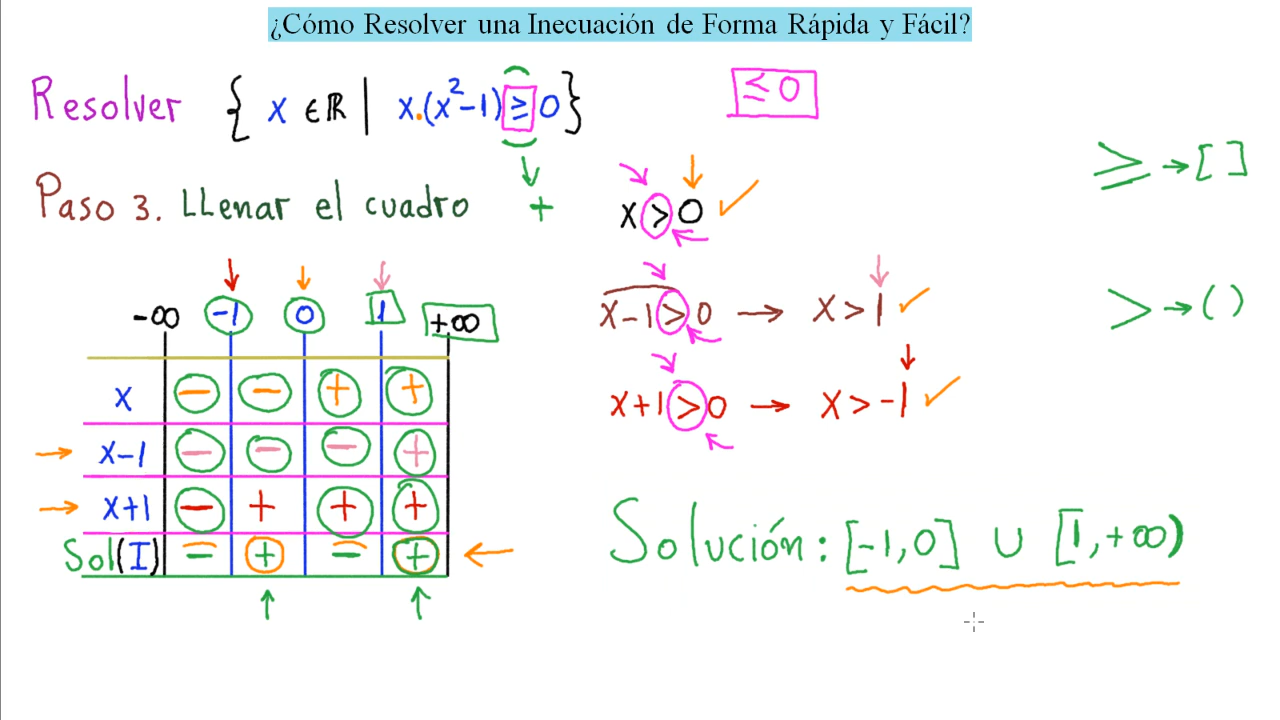 ¿Cómo Resolver una Inecuación de Forma Rápida y Fácil?
Resolver { x ∈ ℝ | x.(x²-1) ≥ 0}
≤ 0
≥ → [ ]
Paso 3. LLenar el cuadro +
x > 0 ✓
x-1 > 0 → x > 1 ✓
> → ( )
x+1 > 0 → x > -1 ✓
-∞ -1 0 1 +∞
x - - + +
x-1 - - - +
x+1 - + + +
Sol(I) - + - +
Solución: [-1,0] ∪ [1,+∞)